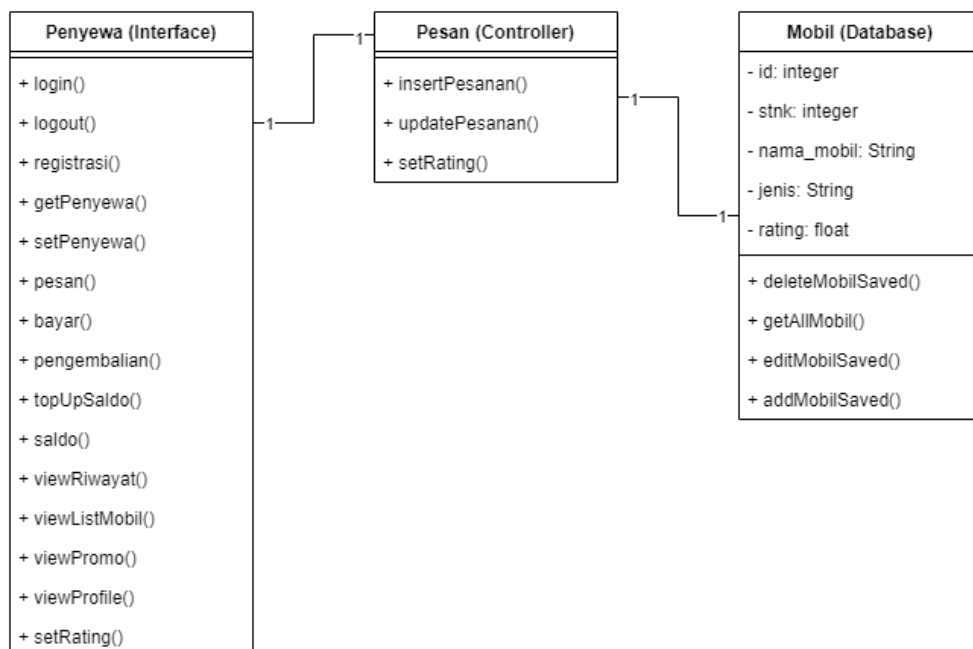 Penyewa (Interface)
+ login()
+ logout()
+ registrasi()
+ getPenyewa()
+ setPenyewa()
+ pesan()
+ bayar()
+ pengembalian()
+ topUpSaldo()
+ saldo()
+ viewRiwayat()
+ viewListMobil()
+ viewPromo()
+ viewProfile()
+ setRating()
1
1
Pesan (Controller)
+ insertPesanan()
+ updatePesanan()
+ setRating()
1
1
Mobil (Database)
- id: integer
- stnk: integer
- nama_mobil: String
- jenis: String
- rating: float
+ deleteMobilSaved()
+ getAllMobil()
+ editMobilSaved()
+ addMobilSaved()